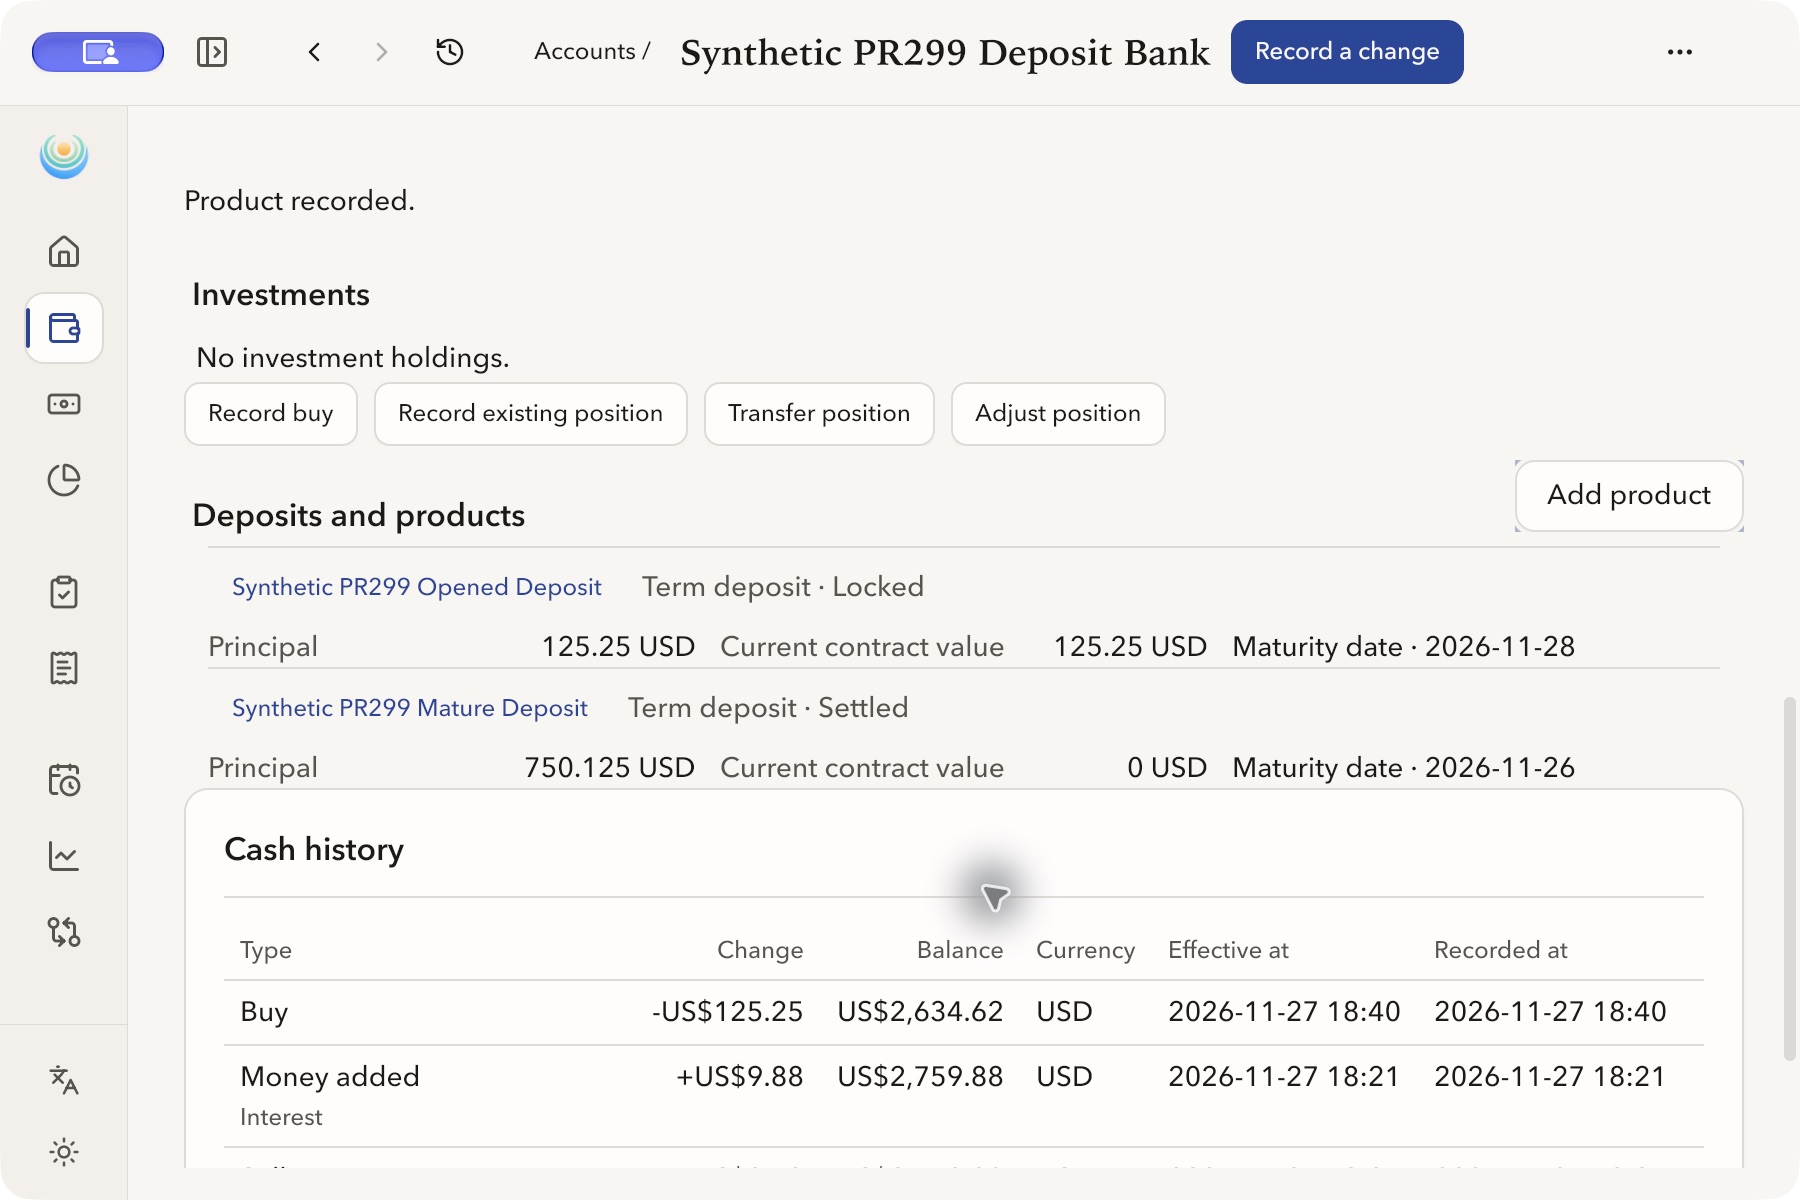 Accounts / Synthetic PR299 Deposit Bank Record a change
Product recorded.
Investments
No investment holdings.
Record buy Record existing position Transfer position Adjust position
Add product
Deposits and products
Synthetic PR299 Opened Deposit Term deposit · Locked
Principal 125.25 USD Current contract value 125.25 USD Maturity date · 2026-11-28
Synthetic PR299 Mature Deposit Term deposit · Settled
Principal 750.125 USD Current contract value 0 USD Maturity date · 2026-11-26
Cash history
Type Change Balance Currency Effective at Recorded at
Buy -US$125.25 US$2,634.62 USD 2026-11-27 18:40 2026-11-27 18:40
Money added +US$9.88 US$2,759.88 USD 2026-11-27 18:21 2026-11-27 18:21
Interest